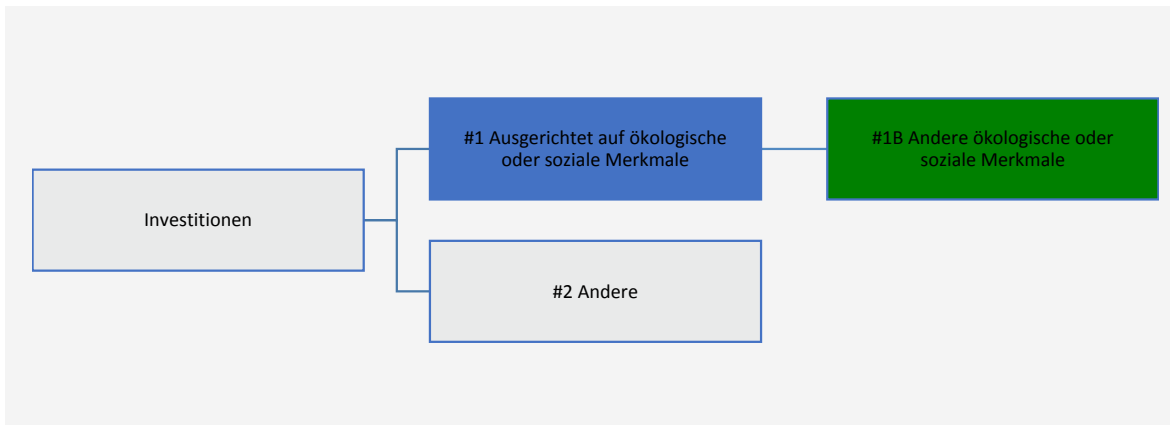 #1 Ausgerichtet auf ökologische
oder soziale Merkmale
#1B Andere ökologische oder
soziale Merkmale
Investitionen
#2 Andere